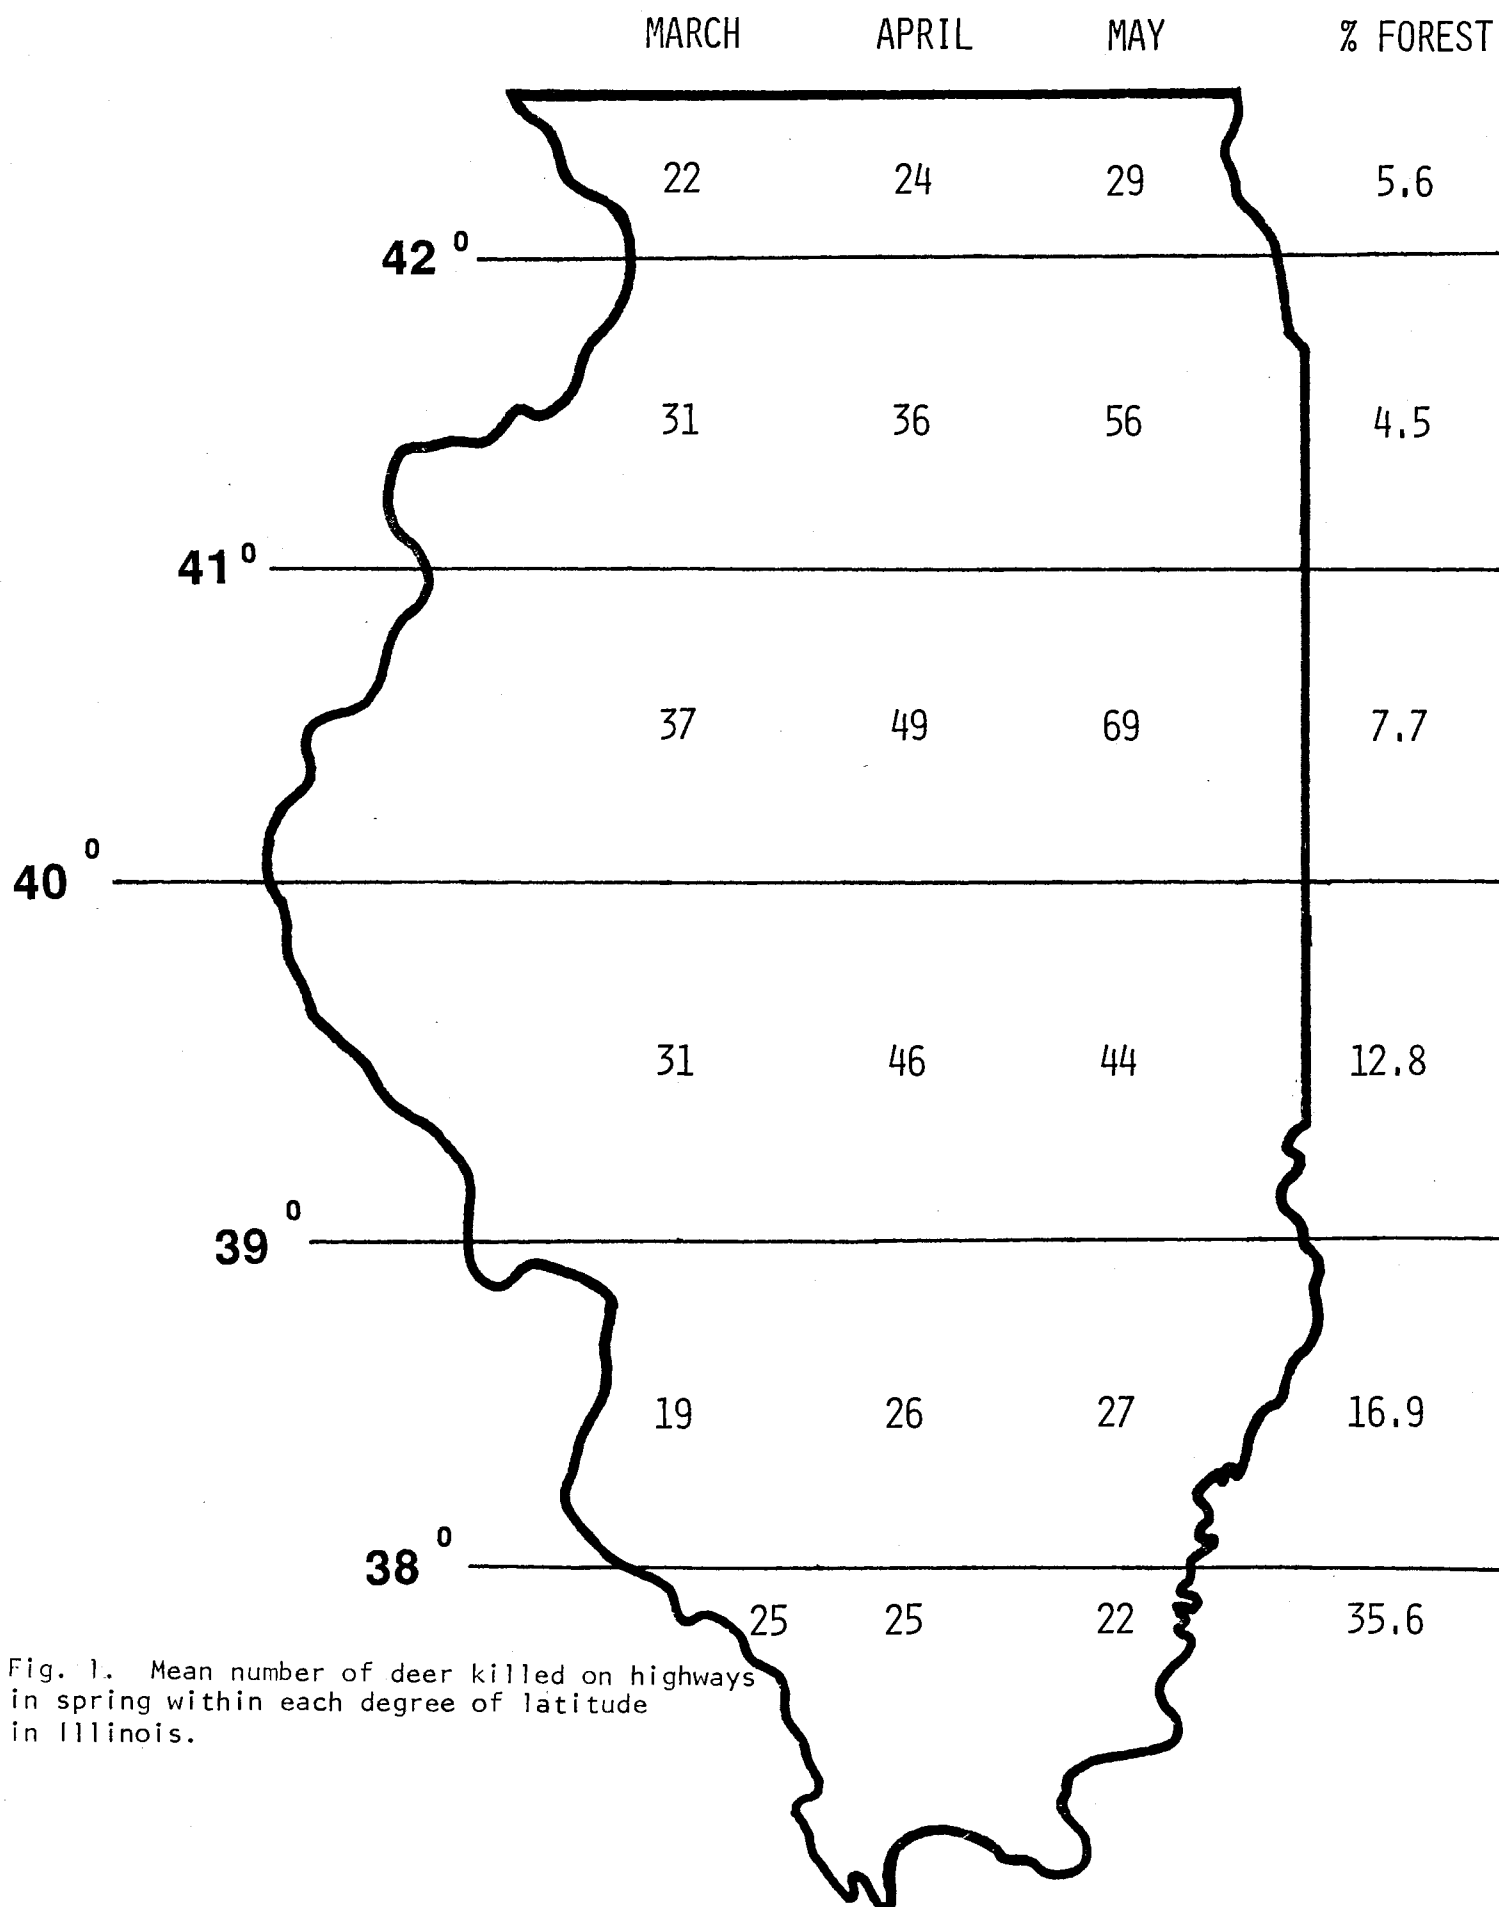 MARCH APRIL MAY % FOREST
22 24 29 5.6
42°
31 36 56 4.5
41°
37 49 69 7.7
40°
31 46 44 12.8
39°
19 26 27 16.9
38°
25 25 22 35.6
Fig. 1. Mean number of deer killed on highways
in spring within each degree of latitude
in Illinois.